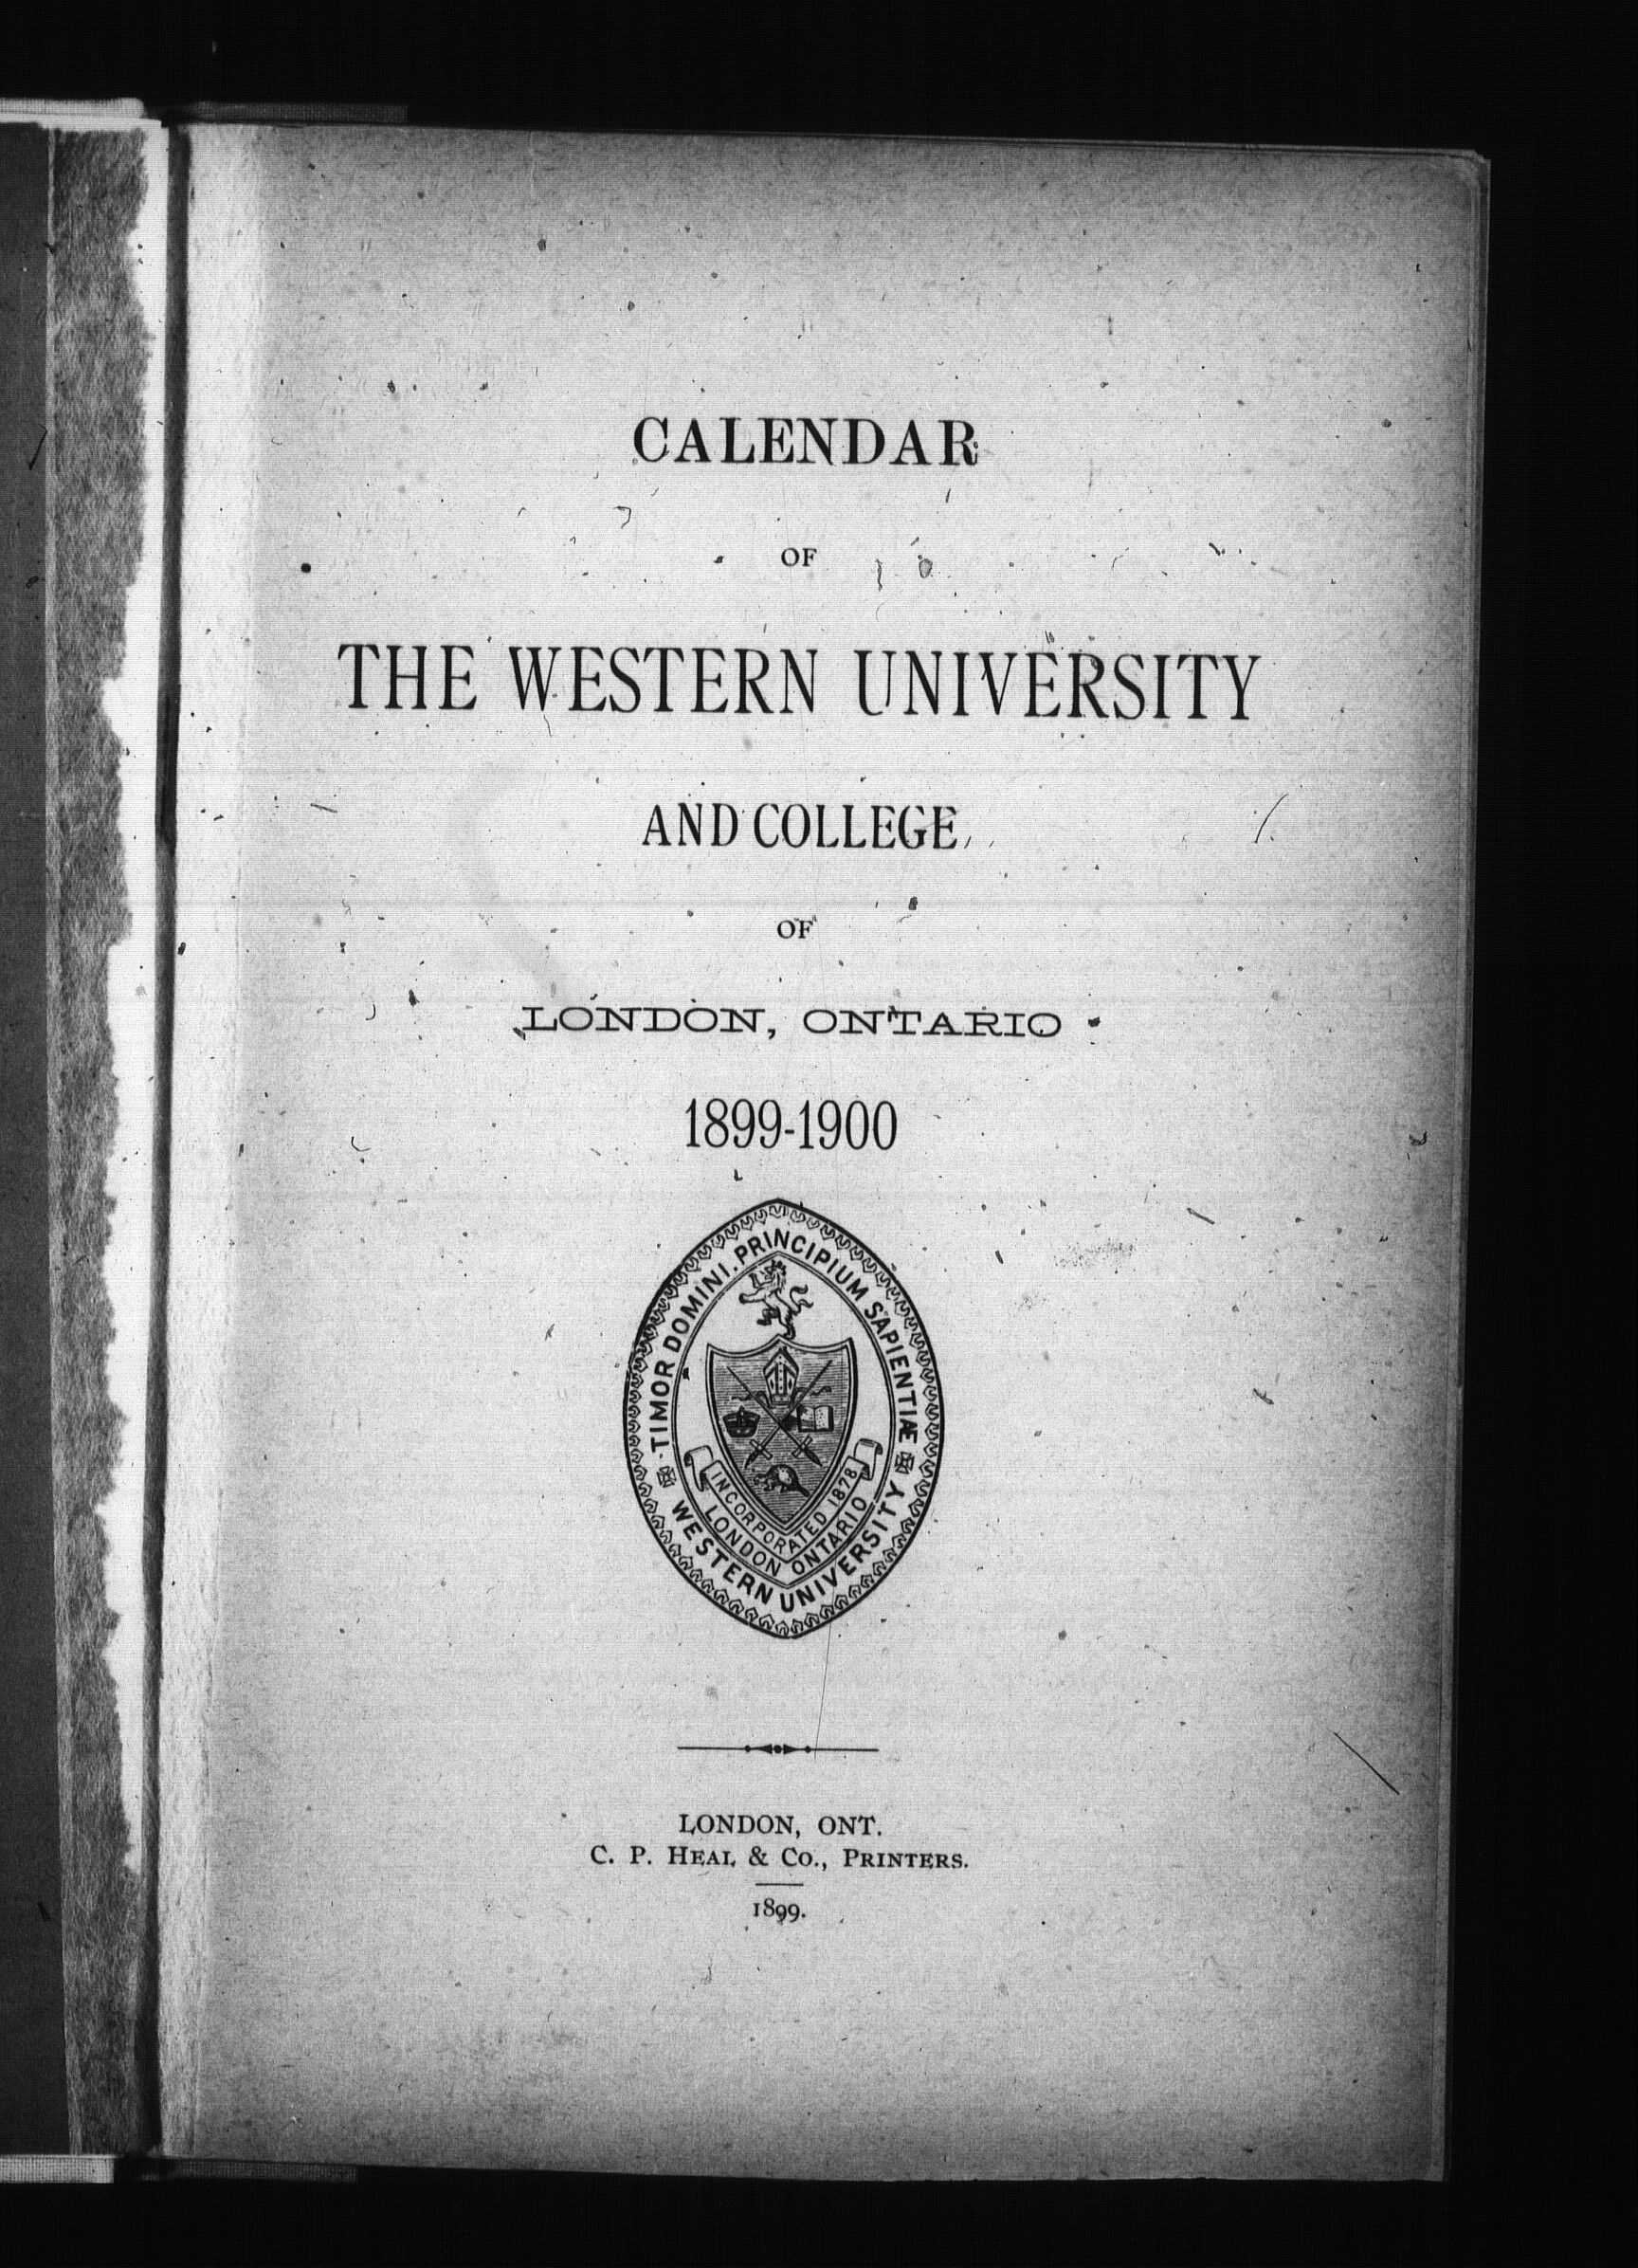 CALENDAR
OF
THE WESTERN UNIVERSITY
AND COLLEGE
OF
LONDON, ONTARIO
1899-1900
TIMOR DOMINI PRINCIPIUM SAPIENTIAE
INCORPORATED 1878
LONDON ONTARIO
WESTERN UNIVERSITY
LONDON, ONT.
C. P. HEAL & CO., PRINTERS.
1899.